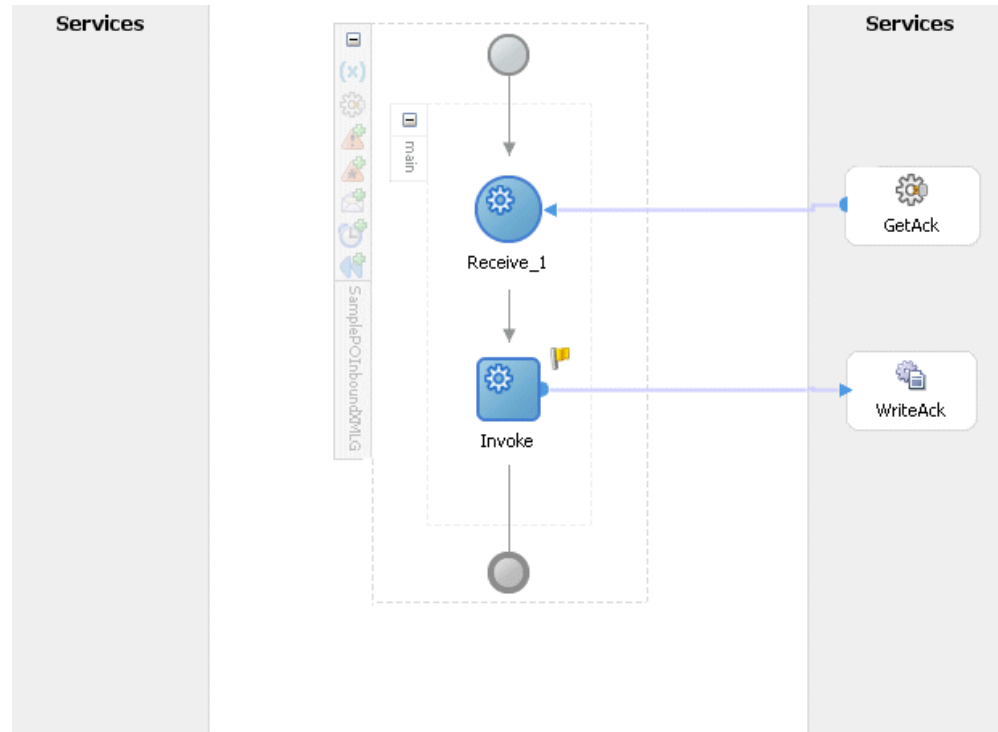 Services
Services
(x)
main
Receive_1
GetAck
SamplePOInboundXMLG
Invoke
WriteAck